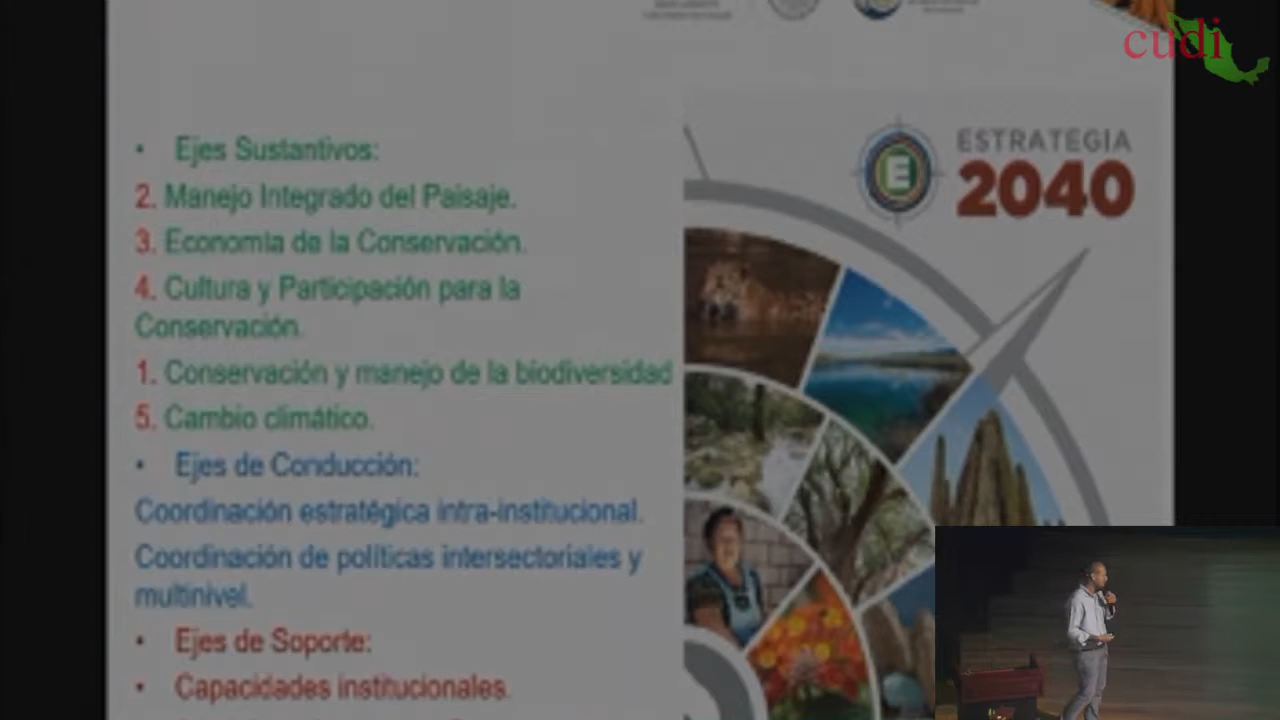 cudi
ESTRATEGIA
2040
• Ejes Sustantivos:
2. Manejo Integrado del Paisaje.
3. Economía de la Conservación.
4. Cultura y Participación para la
Conservación.
1. Conservación y manejo de la biodiversidad
5. Cambio climático.
• Ejes de Conducción:
Coordinación estratégica intra-institucional.
Coordinación de políticas intersectoriales y
multinivel.
• Ejes de Soporte:
• Capacidades institucionales.